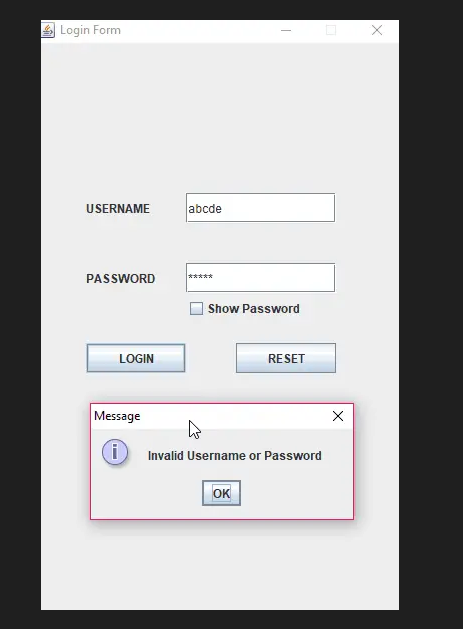 Login Form
USERNAME
abcde
PASSWORD
*****
Show Password
LOGIN
RESET
Message
Invalid Username or Password
OK